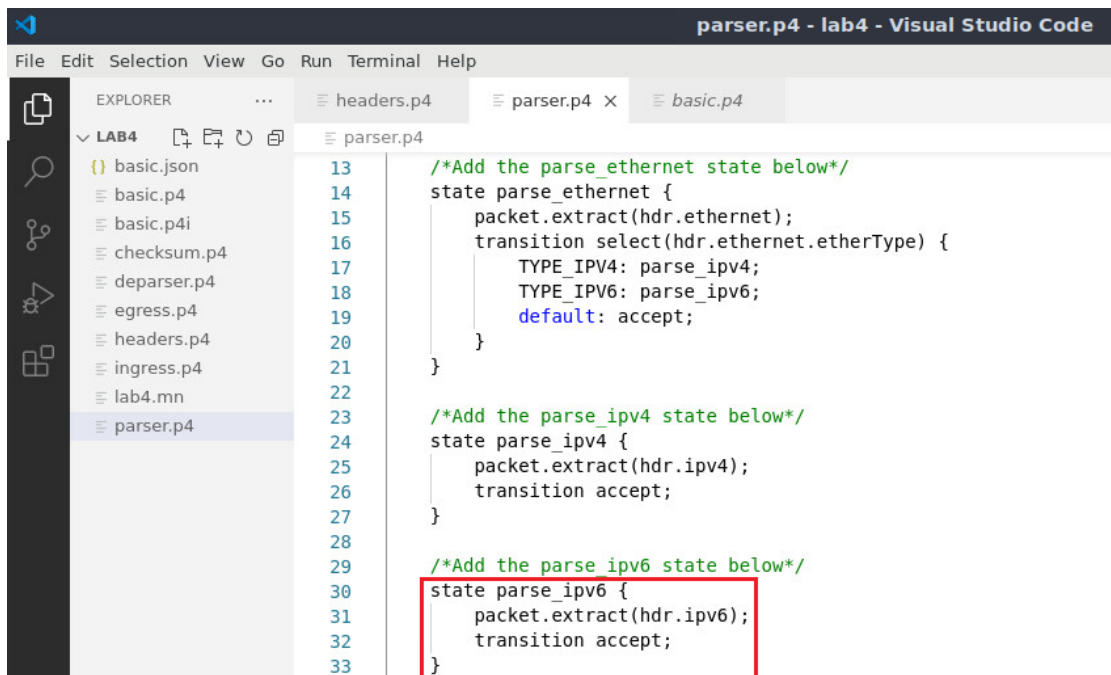 parser.p4 - lab4 - Visual Studio Code
File Edit Selection View Go Run Terminal Help
EXPLORER ...
headers.p4 parser.p4 × basic.p4
LAB4
parser.p4
{} basic.json
basic.p4
basic.p4i
checksum.p4
deparser.p4
egress.p4
headers.p4
ingress.p4
lab4.mn
parser.p4
13 /*Add the parse_ethernet state below*/
14 state parse_ethernet {
15 packet.extract(hdr.ethernet);
16 transition select(hdr.ethernet.etherType) {
17 TYPE_IPV4: parse_ipv4;
18 TYPE_IPV6: parse_ipv6;
19 default: accept;
20 }
21 }
22
23 /*Add the parse_ipv4 state below*/
24 state parse_ipv4 {
25 packet.extract(hdr.ipv4);
26 transition accept;
27 }
28
29 /*Add the parse_ipv6 state below*/
30 state parse_ipv6 {
31 packet.extract(hdr.ipv6);
32 transition accept;
33 }